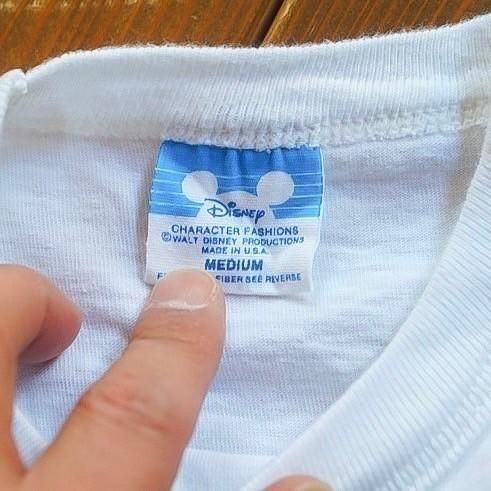 Disney
CHARACTER FASHIONS
©WALT DISNEY PRODUCTIONS
MADE IN U.S.A.
MEDIUM
FIBER SEE REVERSE